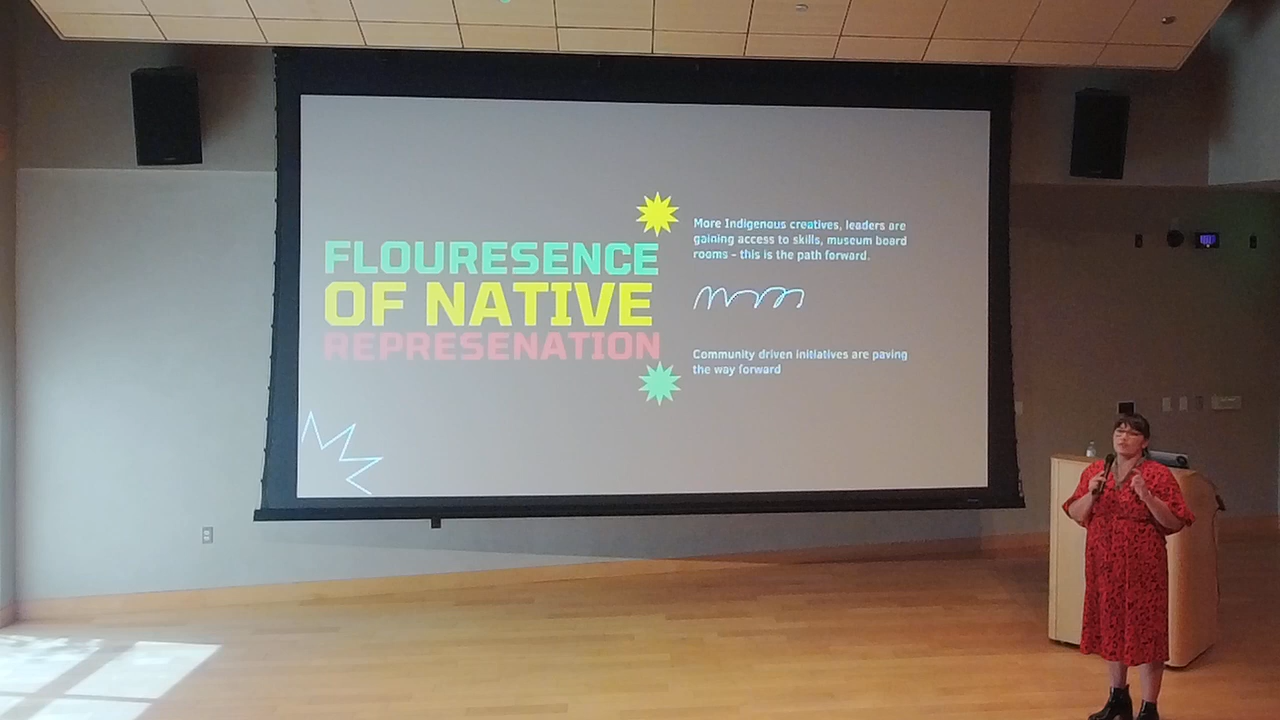 FLOURESENCE
OF NATIVE
REPRESENATION
More Indigenous creatives, leaders are
gaining access to skills, museum board
rooms - this is the path forward.
Community driven initiatives are paving
the way forward